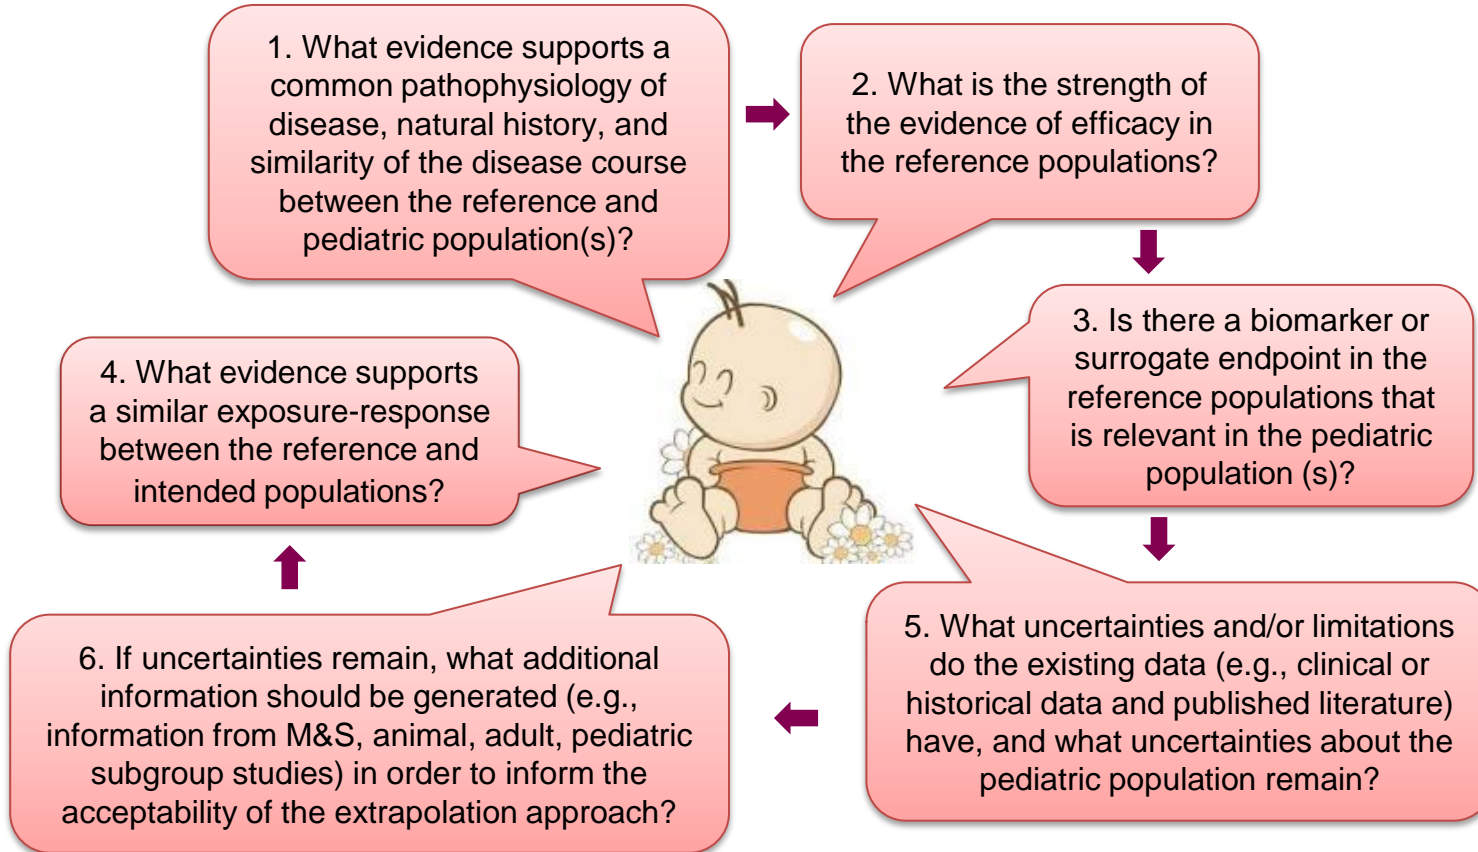 1. What evidence supports a
common pathophysiology of
disease, natural history, and
similarity of the disease course
between the reference and
pediatric population(s)?
2. What is the strength of
the evidence of efficacy in
the reference populations?
3. Is there a biomarker or
surrogate endpoint in the
reference populations that
is relevant in the pediatric
population (s)?
4. What evidence supports
a similar exposure-response
between the reference and
intended populations?
5. What uncertainties and/or limitations
do the existing data (e.g., clinical or
historical data and published literature)
have, and what uncertainties about the
pediatric population remain?
6. If uncertainties remain, what additional
information should be generated (e.g.,
information from M&S, animal, adult, pediatric
subgroup studies) in order to inform the
acceptability of the extrapolation approach?